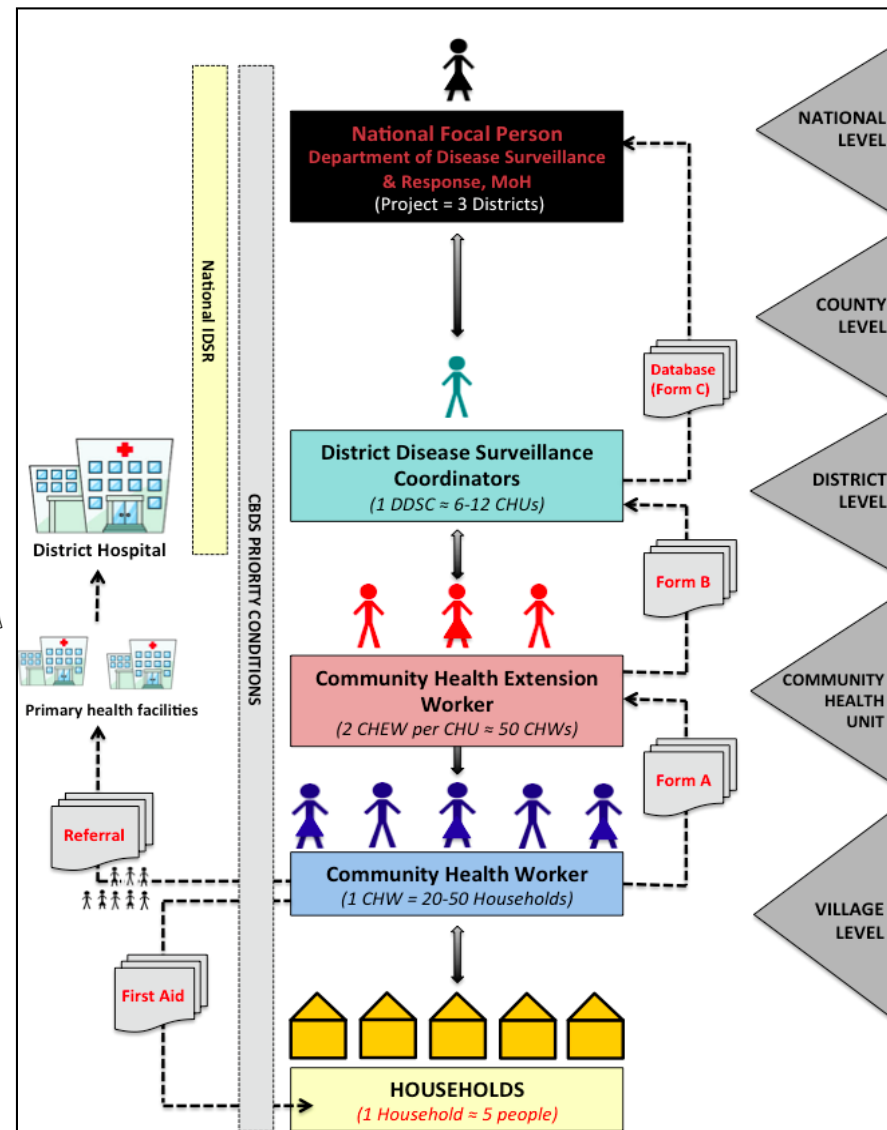 National Focal Person
Department of Disease Surveillance
& Response, MoH
(Project = 3 Districts)
NATIONAL
LEVEL
National IDSR
CBDS PRIORITY CONDITIONS
COUNTY
LEVEL
Database
(Form C)
District Disease Surveillance
Coordinators
(1 DDSC ≈ 6-12 CHUs)
DISTRICT
LEVEL
District Hospital
Form B
Community Health Extension
Worker
(2 CHEW per CHU ≈ 50 CHWs)
COMMUNITY
HEALTH
UNIT
Primary health facilities
Form A
Referral
Community Health Worker
(1 CHW = 20-50 Households)
VILLAGE
LEVEL
First Aid
HOUSEHOLDS
(1 Household ≈ 5 people)